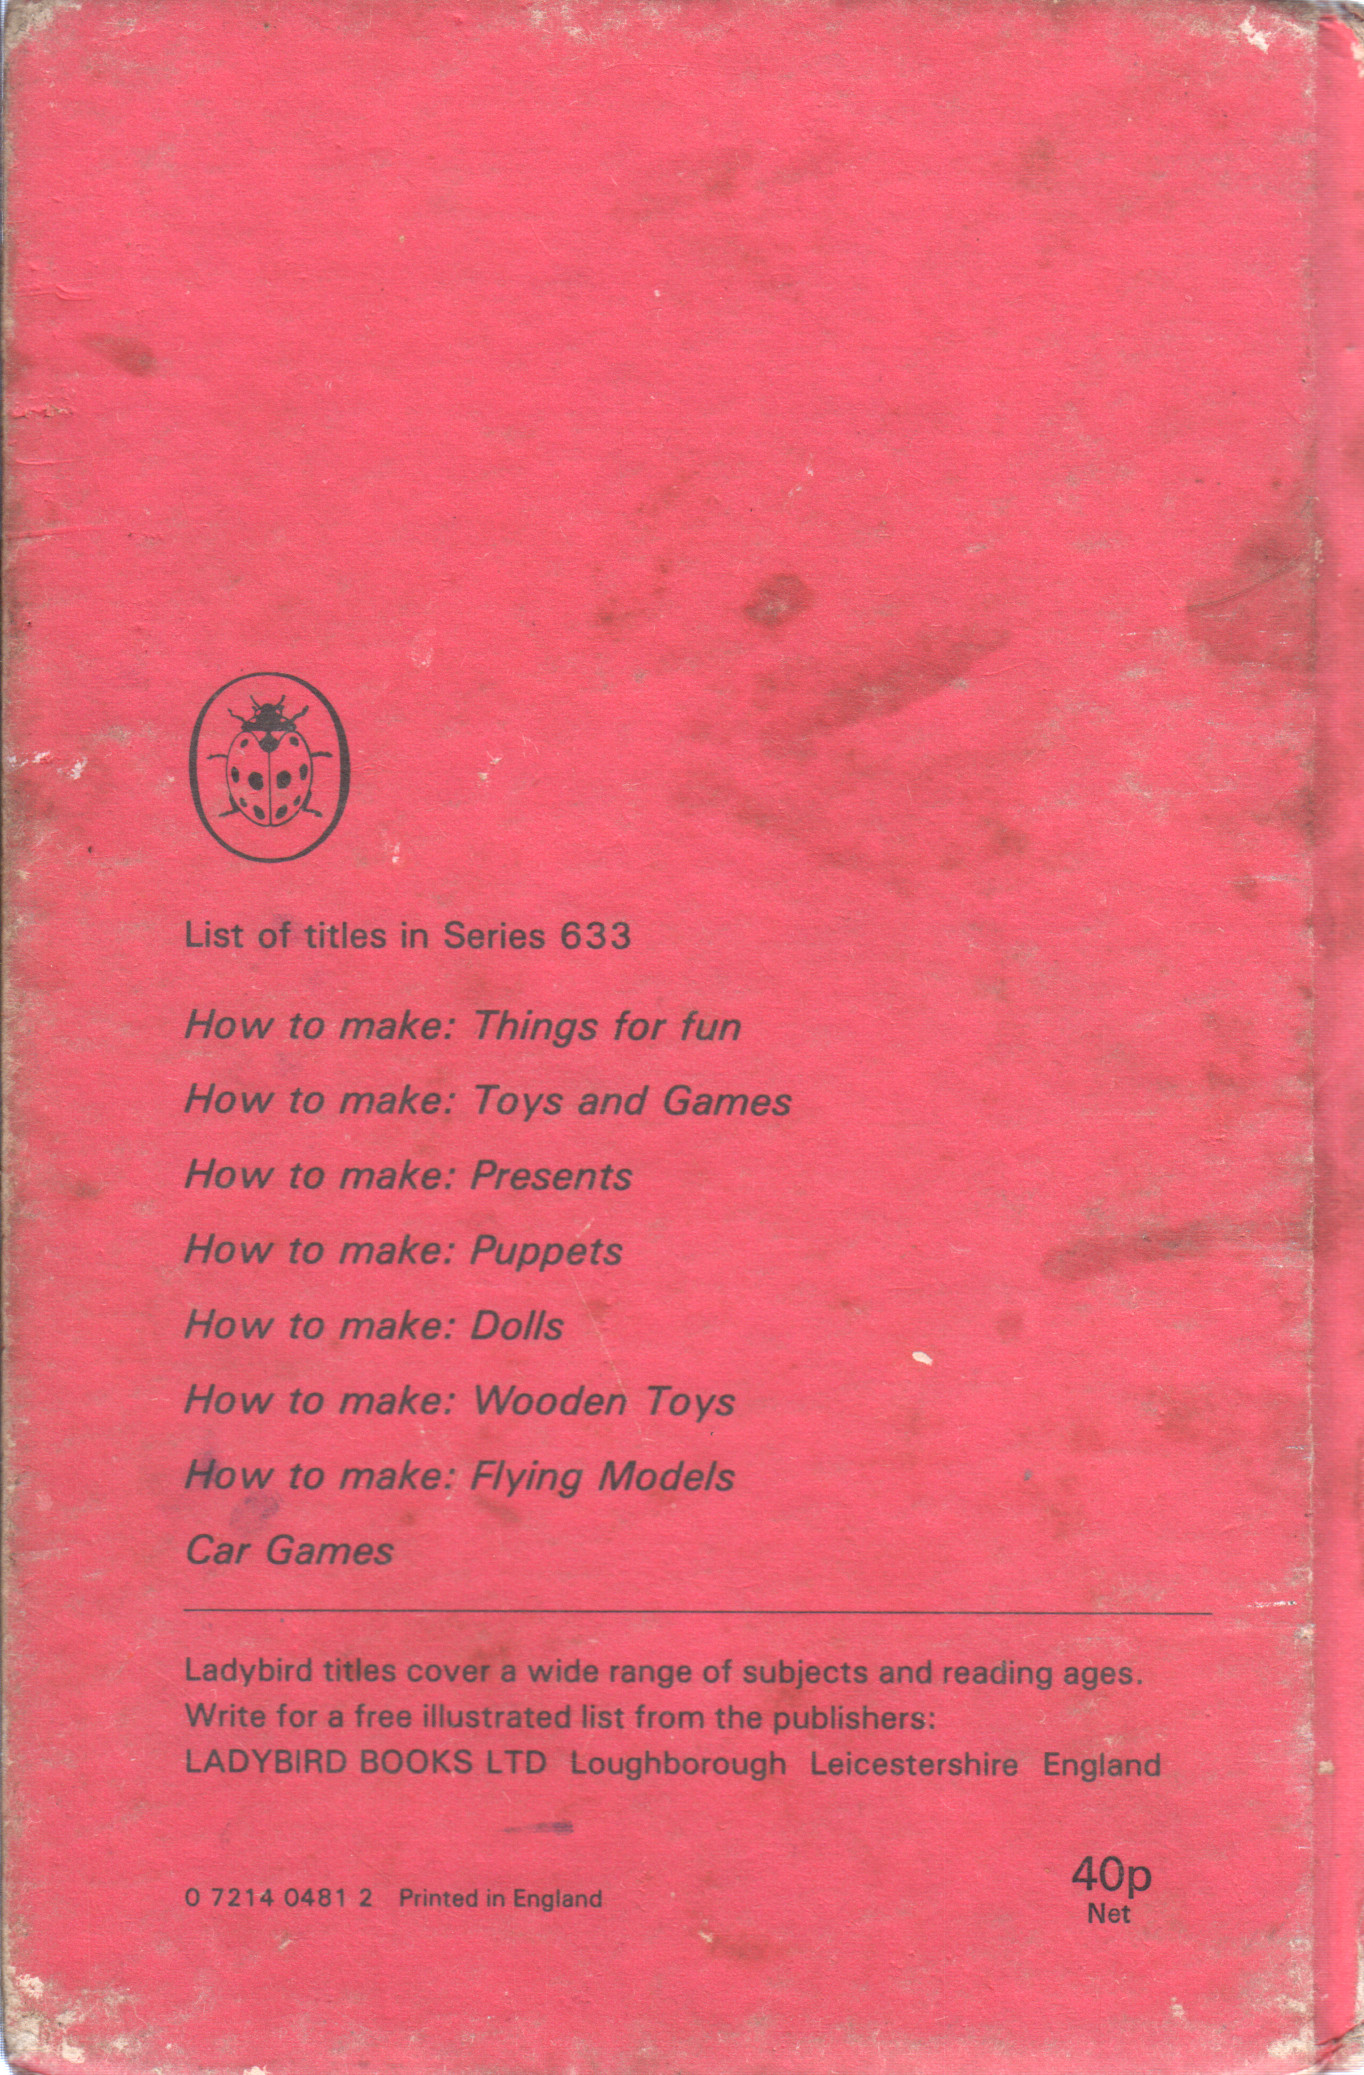 List of titles in Series 633
How to make: Things for fun
How to make: Toys and Games
How to make: Presents
How to make: Puppets
How to make: Dolls
How to make: Wooden Toys
How to make: Flying Models
Car Games
Ladybird titles cover a wide range of subjects and reading ages.
Write for a free illustrated list from the publishers:
LADYBIRD BOOKS LTD Loughborough Leicestershire England
40p
Net
0 7214 0481 2 Printed in England